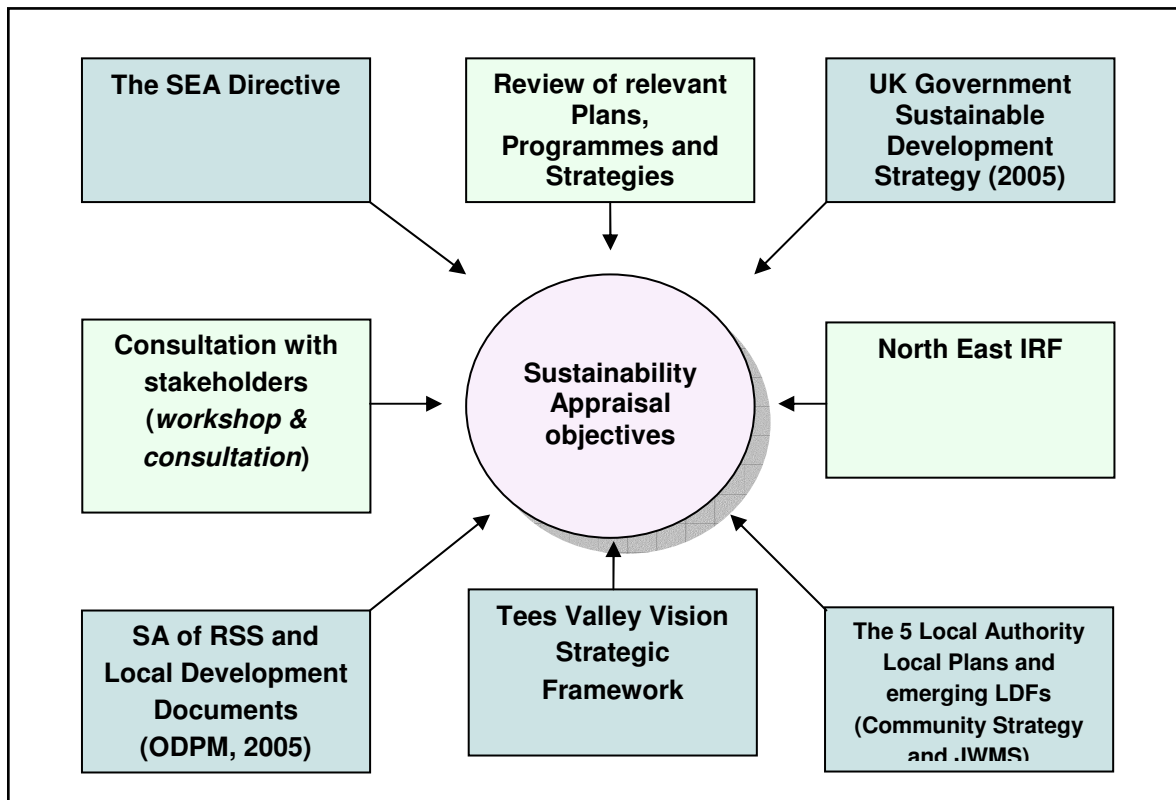 The SEA Directive
Review of relevant
Plans,
Programmes and
Strategies
UK Government
Sustainable
Development
Strategy (2005)
Consultation with
stakeholders
(workshop &
consultation)
Sustainability
Appraisal
objectives
North East IRF
SA of RSS and
Local Development
Documents
(ODPM, 2005)
Tees Valley Vision
Strategic
Framework
The 5 Local Authority
Local Plans and
emerging LDFs
(Community Strategy
and JWMS)